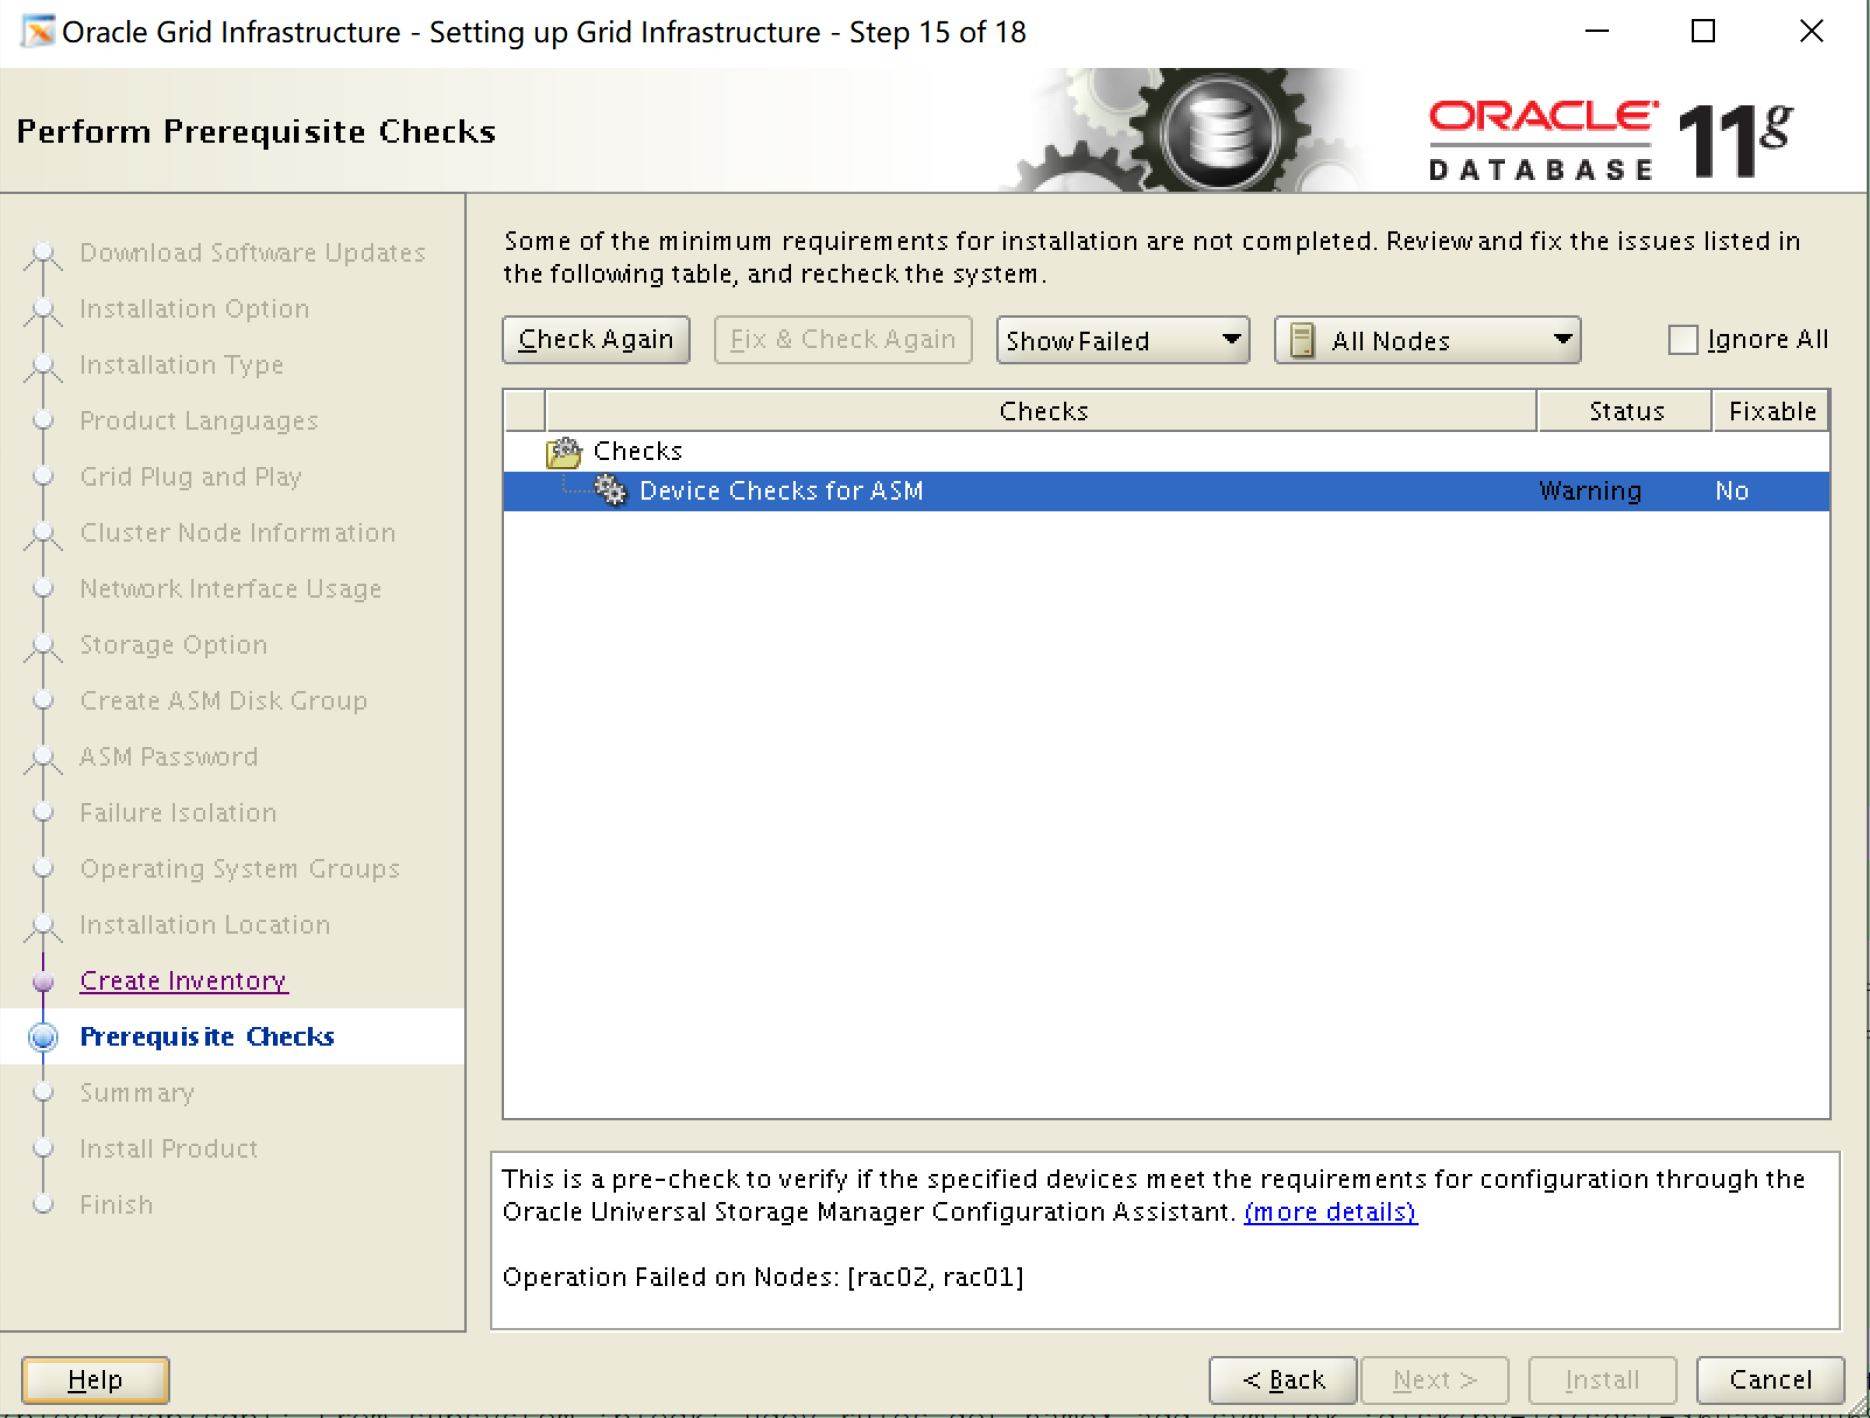 Oracle Grid Infrastructure - Setting up Grid Infrastructure - Step 15 of 18
Perform Prerequisite Checks
ORACLE
DATABASE
11g
Download Software Updates
Installation Option
Installation Type
Product Languages
Grid Plug and Play
Cluster Node Information
Network Interface Usage
Storage Option
Create ASM Disk Group
ASM Password
Failure Isolation
Operating System Groups
Installation Location
Create Inventory
Prerequisite Checks
Summary
Install Product
Finish
Some of the minimum requirements for installation are not completed. Review and fix the issues listed in
the following table, and recheck the system.
Check Again
Fix & Check Again
Show Failed
All Nodes
Ignore All
Checks Status Fixable
Checks
Device Checks for ASM Warning No
This is a pre-check to verify if the specified devices meet the requirements for configuration through the
Oracle Universal Storage Manager Configuration Assistant. (more details)
Operation Failed on Nodes: [rac02, rac01]
Help
< Back
Next >
Install
Cancel